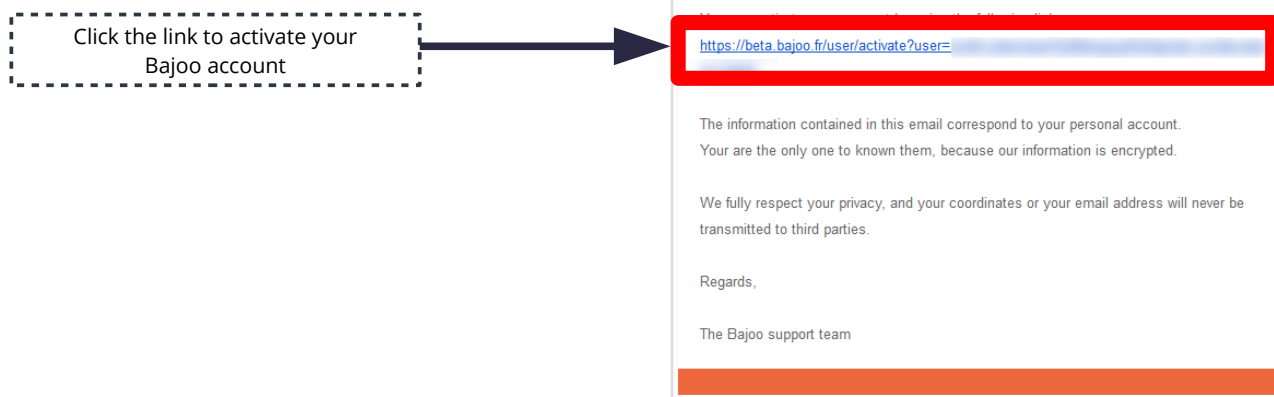 Click the link to activate your
Bajoo account
https://beta.bajoo.fr/user/activate?user=
The information contained in this email correspond to your personal account.
Your are the only one to known them, because our information is encrypted.
We fully respect your privacy, and your coordinates or your email address will never be
transmitted to third parties.
Regards,
The Bajoo support team